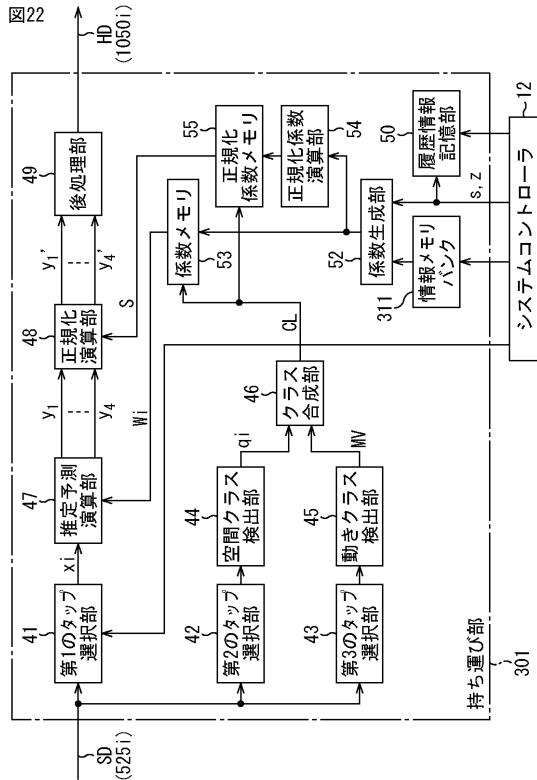 図22
HD
(1050i)
49
後処理部
y1'
y4'
48
正規化
演算部
S
y1
y4
47
推定予測
演算部
Wi
xi
41
第1のタップ
選択部
55
正規化
係数メモリ
54
正規化係数
演算部
53
係数メモリ
52
係数生成部
50
履歴情報
記憶部
s,z
311
情報メモリ
バンク
12
システムコントローラ
CL
46
クラス
合成部
qi
MV
44
空間クラス
検出部
45
動きクラス
検出部
42
第2のタップ
選択部
43
第3のタップ
選択部
SD
(525i)
持ち運び部
301